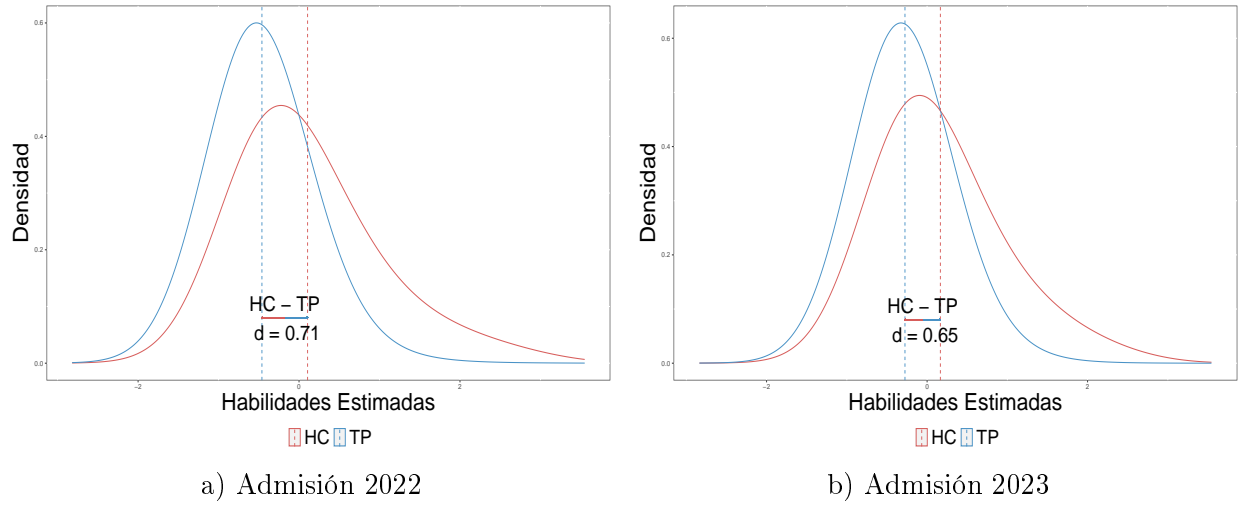 0.6
0.4
0.2
0.0
Densidad
HC − TP
d = 0.71
−2
0
2
Habilidades Estimadas
HC TP
a) Admisión 2022
0.6
0.4
0.2
0.0
Densidad
HC − TP
d = 0.65
−2
0
2
Habilidades Estimadas
HC TP
b) Admisión 2023